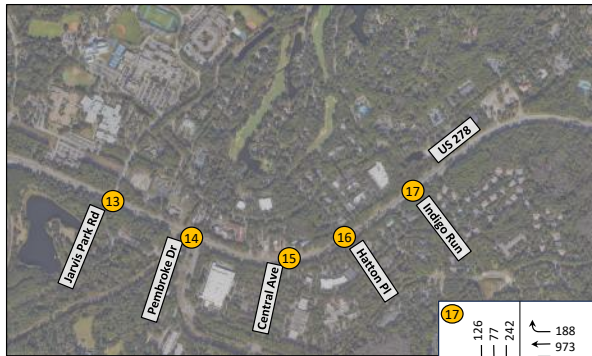 US 278
17
13
Indigo Run
14
16
Jarvis Park Rd
15
Pembroke Dr
Hatton Pl
Central Ave
17
126
77
242
188
973